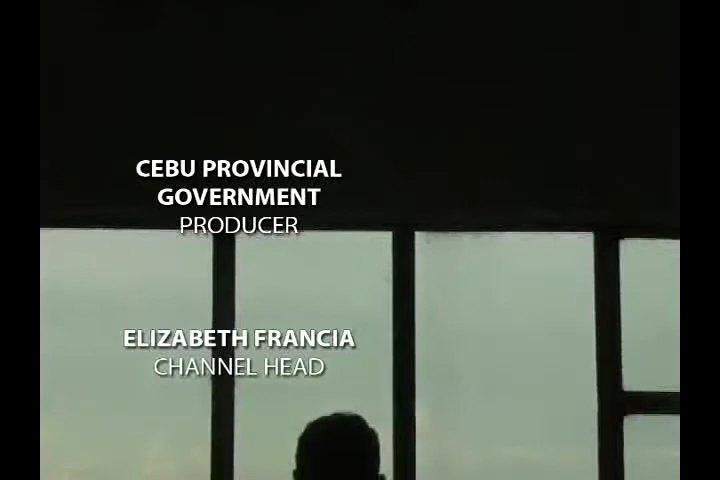 CEBU PROVINCIAL
GOVERNMENT
PRODUCER
ELIZABETH FRANCIA
CHANNEL HEAD